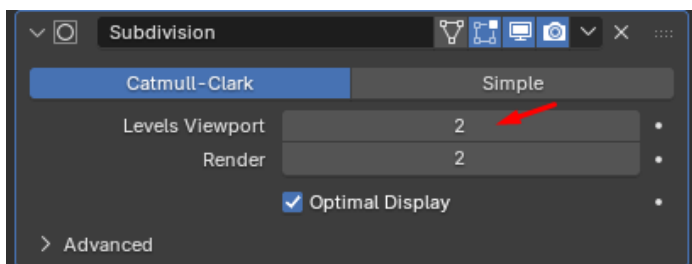 Subdivision
Catmull-Clark Simple
Levels Viewport 2
Render 2
Optimal Display
Advanced